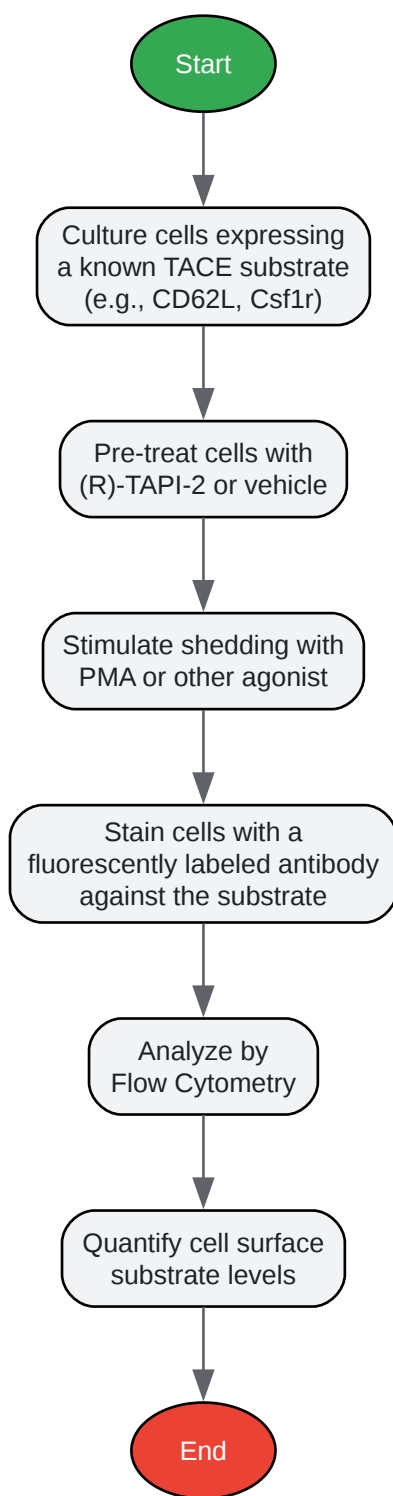 Start
Culture cells expressing
a known TACE substrate
(e.g., CD62L, Csf1r)
Pre-treat cells with
(R)-TAPI-2 or vehicle
Stimulate shedding with
PMA or other agonist
Stain cells with a
fluorescently labeled antibody
against the substrate
Analyze by
Flow Cytometry
Quantify cell surface
substrate levels
End